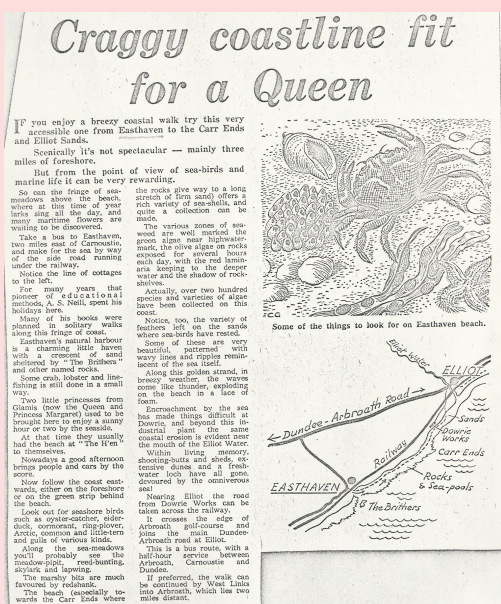 Craggy coastline fit
for a Queen
IF you enjoy a breezy coastal walk try this very
accessible one from Easthaven to the Carr Ends
and Elliot Sands.
Scenically it's not spectacular — mainly three
miles of foreshore.
But from the point of view of sea-birds and
marine life it can be very rewarding.
So can the fringe of sea-
meadows above the beach,
where at this time of year
larks sing all the day, and
many maritime flowers are
waiting to be discovered.
Take a bus to Easthaven,
two miles east of Carnoustie,
and make for the sea by way
of the side road running
under the railway.
Notice the line of cottages
to the left.
For many years that
pioneer of educational
methods, A. S. Neill, spent his
holidays here.
Many of his books were
planned in solitary walks
along this fringe of coast.
Easthaven's natural harbour
is a charming little haven
with a crescent of sand
sheltered by "The Brithers"
and other named rocks.
Some crab, lobster and line-
fishing is still done in a small
way.
Two little princesses from
Glamis (now the Queen and
Princess Margaret) used to be
brought here to enjoy a sunny
hour or two by the seaside.
At that time they usually
had the beach at "The H'en"
to themselves.
Nowadays a good afternoon
brings people and cars by the
score.
Now follow the coast east-
wards, either on the foreshore
or on the green strip behind
the beach.
Look out for seashore birds
such as oyster-catcher, eider-
duck, cormorant, ring-plover,
Arctic, common and little-tern
and gulls of various kinds.
Along the sea-meadows
you'll probably see the
meadow-pipit, reed-bunting,
skylark and lapwing.
The marshy bits are much
favoured by redshank.
The beach (especially to-
wards the Carr Ends where
the rocks give way to a long
stretch of firm sand) offers a
rich variety of sea-shells, and
quite a collection can be
made.
The various zones of sea-
weed are well marked the
green algae near highwater-
mark, the olive algae on rocks
exposed for several hours
each day, with the red lamin-
aria keeping to the deeper
water and the shadow of rock-
shelves.
Actually, over two hundred
species and varieties of algae
have been collected on this
coast.
Notice, too, the variety of
feathers left on the sands
where sea-birds have rested.
Some of these are very
beautiful, patterned with
wavy lines and ripples remin-
iscent of the sea itself.
Along this golden strand, in
breezy weather, the waves
come like thunder, exploding
on the beach in a lace of
foam.
Encroachment by the sea
has made things difficult at
Dowrie, and beyond this in-
dustrial plant the same
coastal erosion is evident near
the mouth of the Elliot Water.
Within living memory,
shooting-butts and sheds, ex-
tensive dunes and a fresh-
water loch have all gone,
devoured by the omnivorous
sea!
Nearing Elliot the road
from Dowrie Works can be
taken across the railway.
It crosses the edge of
Arbroath golf-course and
joins the main Dundee-
Arbroath road at Elliot.
This is a bus route, with a
half-hour service between
Arbroath, Carnoustie and
Dundee.
If preferred, the walk can
be continued by West Links
into Arbroath, which lies two
miles distant.
Some of the things to look for on Easthaven beach.
Elliot Water
ELLIOT
Dundee - Arbroath Road
Sands
Dowrie
Works
Railway
Carr Ends
EASTHAVEN
Rocks
& Sea-pools
The Brithers